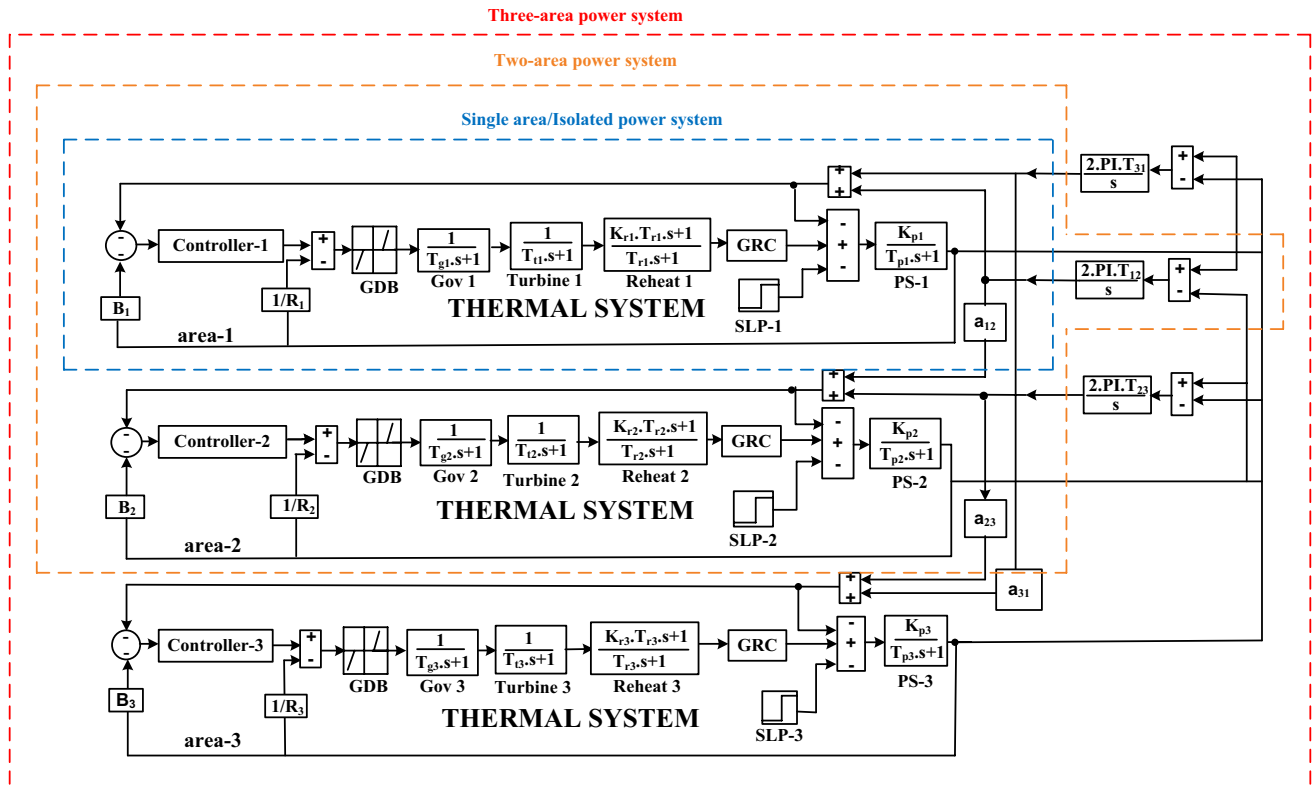 Three-area power system
Two-area power system
Single area/Isolated power system
2.PI.T31
s
+
-
+
+
-
-
Controller-1
+
-
GDB
1
Tg1.s+1
Gov 1
1
Tt1.s+1
Turbine 1
Kr1.Tr1.s+1
Tr1.s+1
Reheat 1
GRC
-
+
-
Kp1
Tp1.s+1
PS-1
2.PI.T12
s
+
-
B1
1/R1
THERMAL SYSTEM
SLP-1
a12
area-1
+
+
2.PI.T23
s
+
-
-
-
Controller-2
+
-
GDB
1
Tg2.s+1
Gov 2
1
Tt2.s+1
Turbine 2
Kr2.Tr2.s+1
Tr2.s+1
Reheat 2
GRC
-
+
-
Kp2
Tp2.s+1
PS-2
B2
1/R2
THERMAL SYSTEM
SLP-2
a23
area-2
+
+
a31
-
-
Controller-3
+
-
GDB
1
Tg3.s+1
Gov 3
1
Tt3.s+1
Turbine 3
Kr3.Tr3.s+1
Tr3.s+1
Reheat 3
GRC
-
+
-
Kp3
Tp3.s+1
PS-3
B3
1/R3
THERMAL SYSTEM
SLP-3
area-3